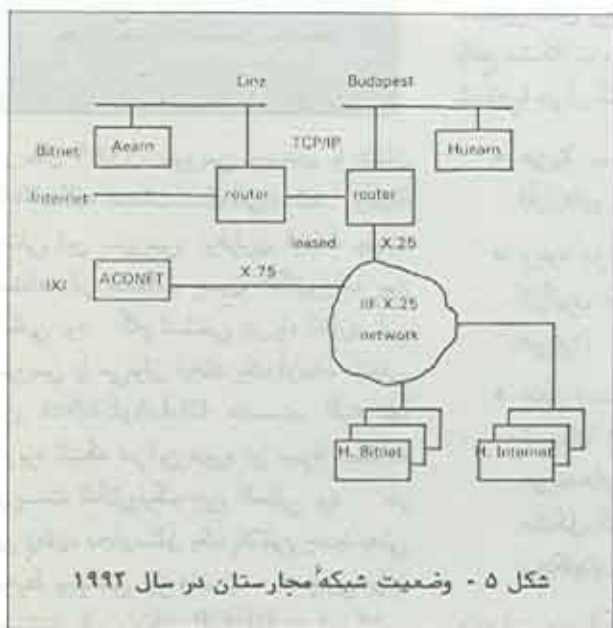 Linz Budapest
Bitnet Aearn TCP/IP Hunarn
Internet router router
leased X.25
IXI ACONET X.75
IIF X.25
network
H. Bitnet H. Internet
شکل ۵ - وضعیت شبکهٔ مجارستان در سال ۱۹۹۲